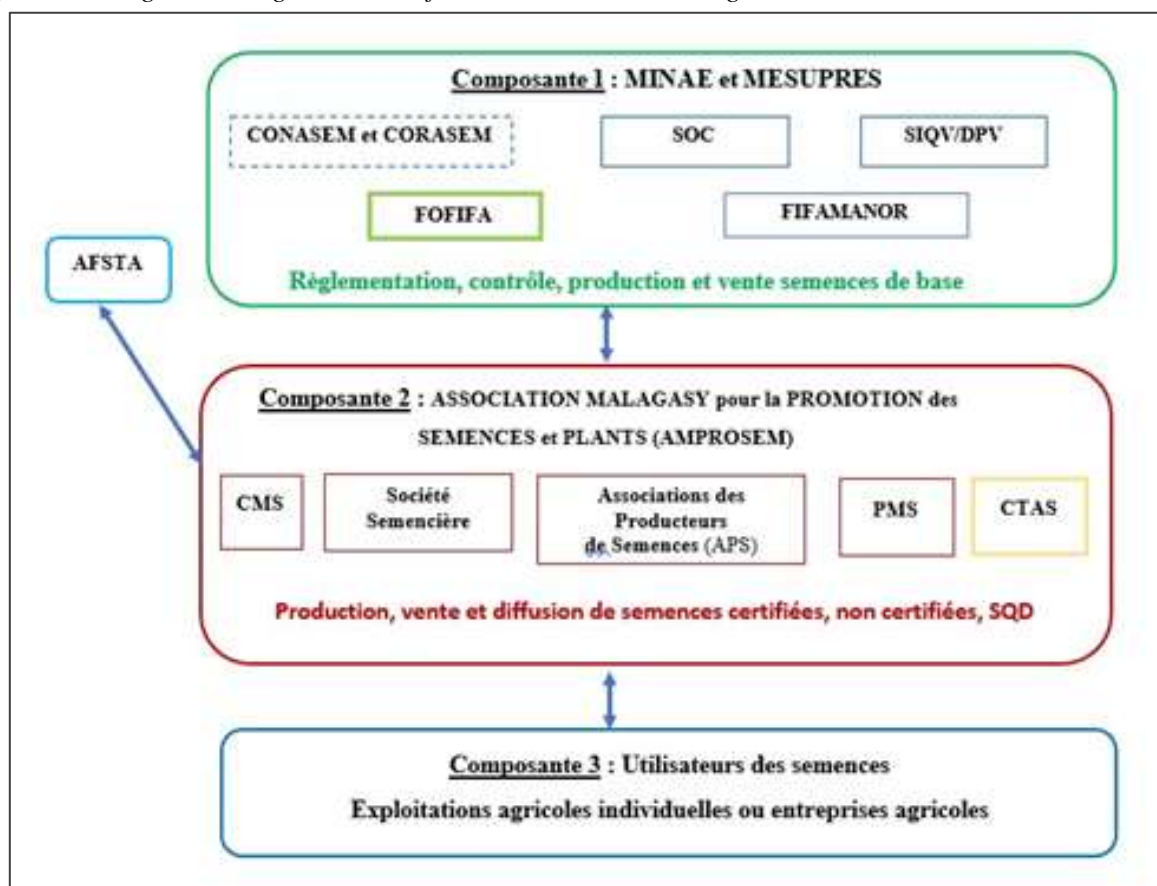 Composante 1 : MINAE et MESUPRES
CONASEM et CORASEM
SOC
SIQV/DPV
FOFIFA
FIFAMANOR
AFSTA
Règlementation, contrôle, production et vente semences de base
Composante 2 : ASSOCIATION MALAGASY pour la PROMOTION des
SEMENCES et PLANTS (AMPROSEM)
CMS
Société
Semencière
Associations des
Producteurs
de Semences (APS)
PMS
CTAS
Production, vente et diffusion de semences certifiées, non certifiées, SQD
Composante 3 : Utilisateurs des semences
Exploitations agricoles individuelles ou entreprises agricoles